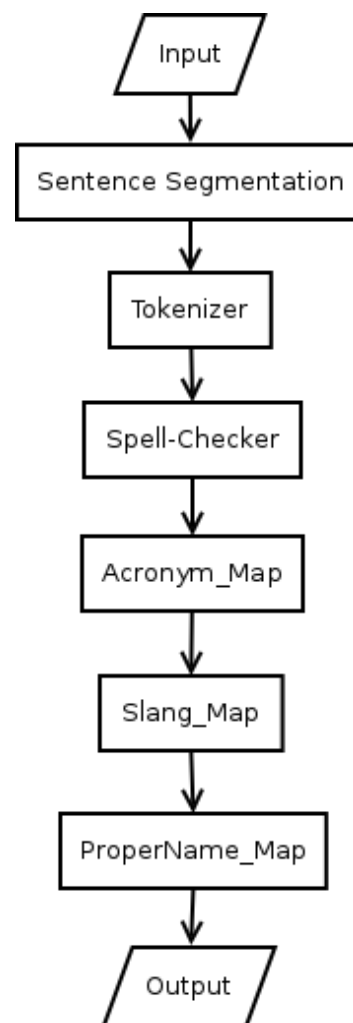 Input
Sentence Segmentation
Tokenizer
Spell-Checker
Acronym_Map
Slang_Map
ProperName_Map
Output